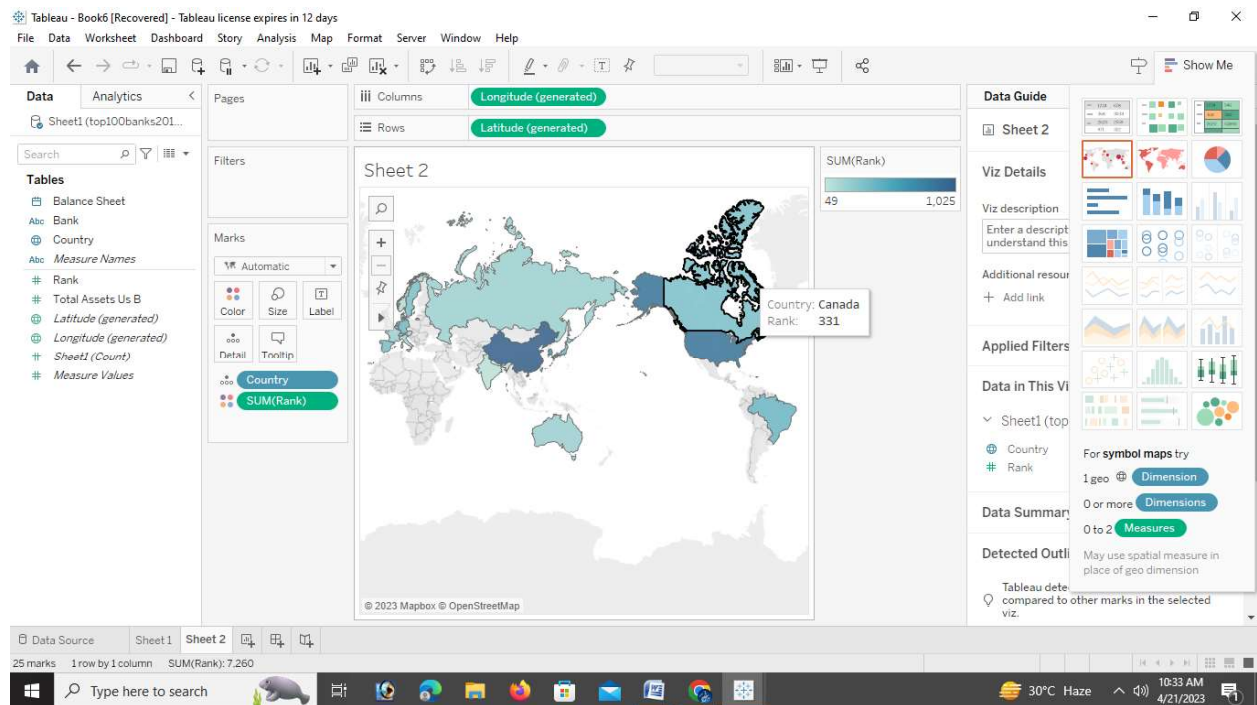 Tableau - Book6 [Recovered] - Tableau license expires in 12 days
File Data Worksheet Dashboard Story Analysis Map Format Server Window Help
Show Me
Data Analytics
Sheet1 (top100banks201...
Search
Tables
Balance Sheet
Abc Bank
Country
Abc Measure Names
# Rank
# Total Assets Us B
Latitude (generated)
Longitude (generated)
# Sheet1 (Count)
# Measure Values
Pages
Filters
Marks
Automatic
Color Size Label
Detail Tooltip
Country
SUM(Rank)
iii Columns Longitude (generated)
Rows Latitude (generated)
Sheet 2
Country: Canada
Rank: 331
© 2023 Mapbox © OpenStreetMap
SUM(Rank)
49 1,025
Data Guide
Sheet 2
Viz Details
Viz description
Enter a descript
understand this
Additional resour
+ Add link
Applied Filters
Data in This Vi
Sheet1 (top
Country
# Rank
Data Summary
Detected Outli
Tableau dete
compared to other marks in the selected
viz.
For symbol maps try
1 geo Dimension
0 or more Dimensions
0 to 2 Measures
May use spatial measure in
place of geo dimension
Data Source Sheet 1 Sheet 2
25 marks 1 row by 1 column SUM(Rank): 7,260
Type here to search
30°C Haze
10:33 AM
4/21/2023
1